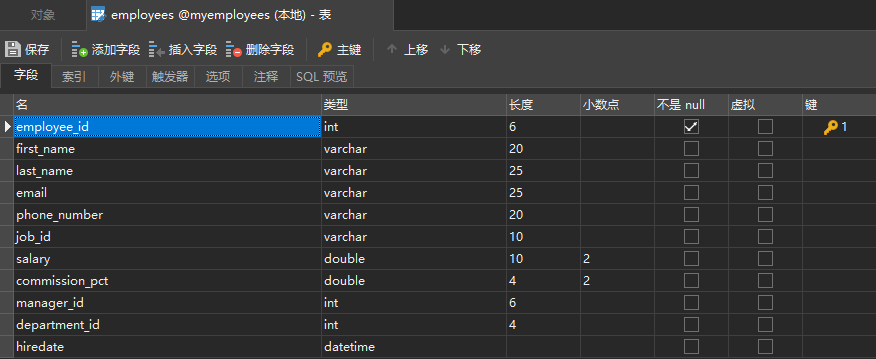 对象 employees @myemployees (本地) - 表
保存 添加字段 插入字段 删除字段 主键 上移 下移
字段 索引 外键 触发器 选项 注释 SQL 预览
名 类型 长度 小数点 不是 null 虚拟 键
employee_id int 6 1
first_name varchar 20
last_name varchar 25
email varchar 25
phone_number varchar 20
job_id varchar 10
salary double 10 2
commission_pct double 4 2
manager_id int 6
department_id int 4
hiredate datetime